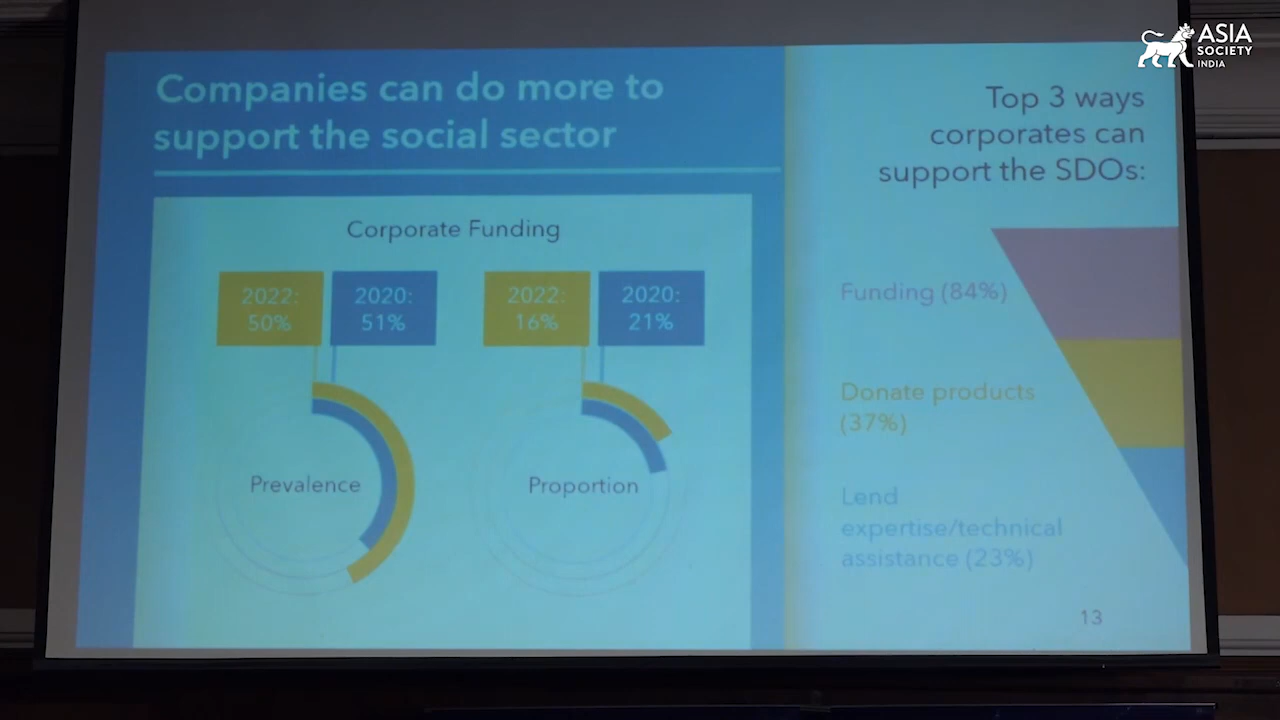 ASIA
SOCIETY
INDIA
Companies can do more to
support the social sector
Corporate Funding
2022:
50%
2020:
51%
2022:
16%
2020:
21%
Prevalence
Proportion
Top 3 ways
corporates can
support the SDOs:
Funding (84%)
Donate products
(37%)
Lend
expertise/technical
assistance (23%)
13